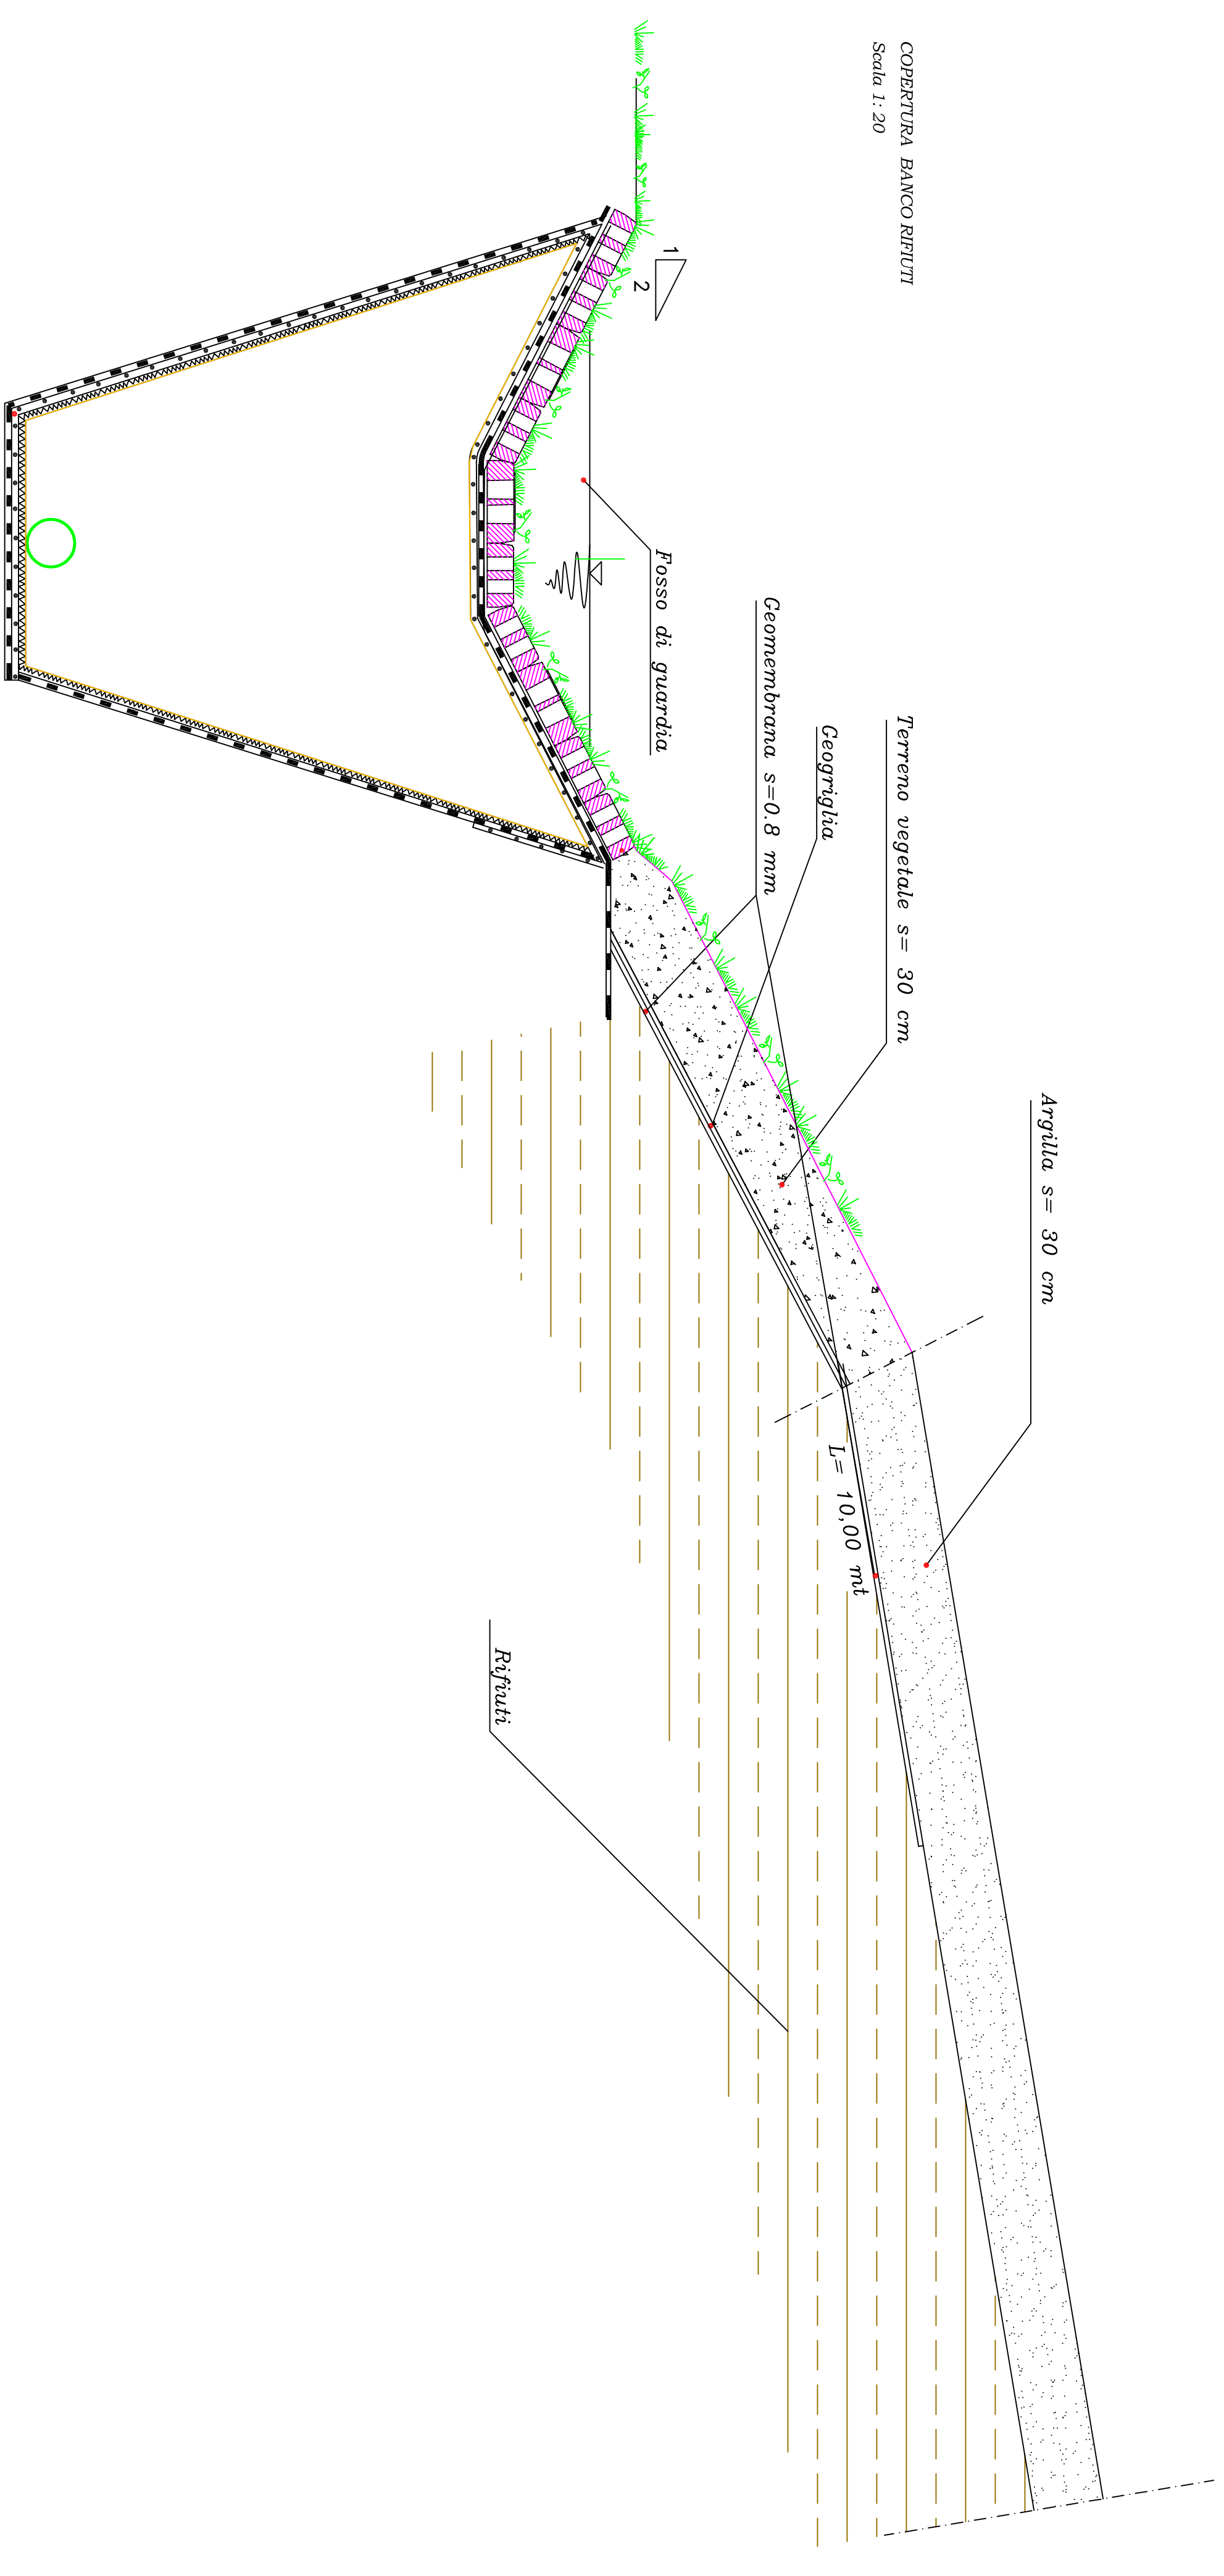 COPERTURA BANCO RIFIUTI
Scala 1: 20
1
2
Fosso di guardia
Geomembrana s=0.8 mm
Geogriglia
Terreno vegetale s= 30 cm
Argilla s= 30 cm
L= 10,00 mt
Rifiuti